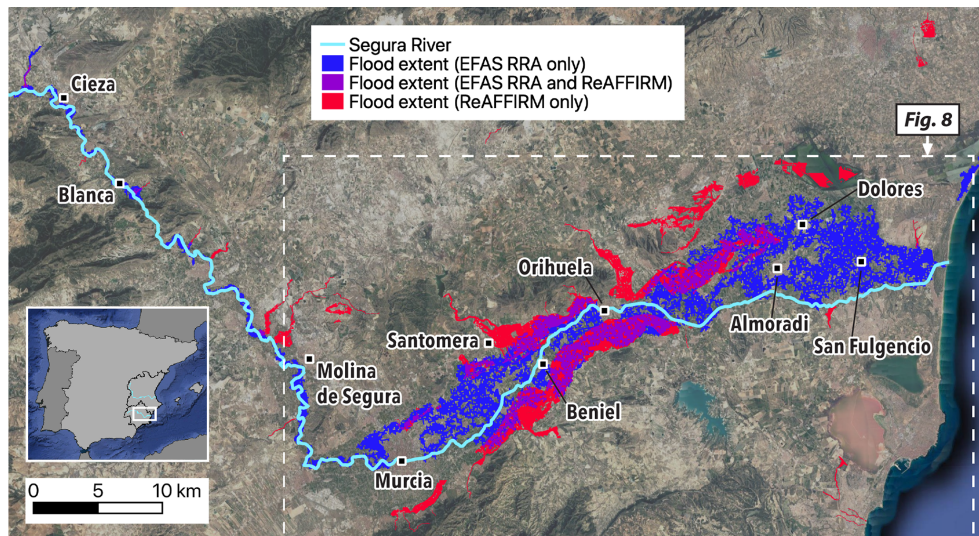 Segura River
Flood extent (EFAS RRA only)
Flood extent (EFAS RRA and ReAFFIRM)
Flood extent (ReAFFIRM only)
Fig. 8
Cieza
Blanca
Dolores
Orihuela
Santomera
Almoradi
San Fulgencio
Molina
de Segura
Beniel
Murcia
0 5 10 km